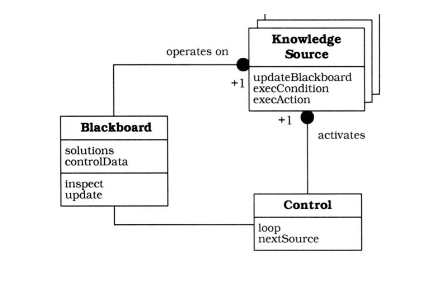 Knowledge
Source
operates on
updateBlackboard
execCondition
execAction
+1
+1
activates
Blackboard
solutions
controlData
inspect
update
Control
loop
nextSource